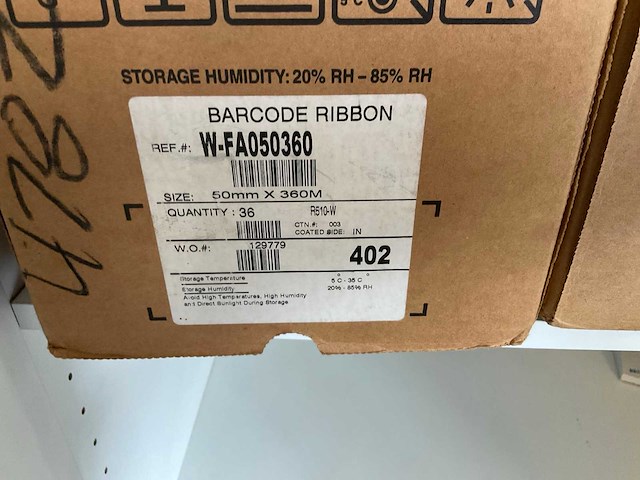 STORAGE HUMIDITY: 20% RH – 85% RH
BARCODE RIBBON
REF.#: W-FA050360
SIZE: 50mm X 360M
QUANTITY : 36 R510-W
CTN.#: 003
COATED SIDE: IN
W.O.#: 129779
402
Storage Temperature 5°C - 35°C
Storage Humidity 20% - 85% RH
Avoid High Temperatures, High Humidity
and Direct Sunlight During Storage
478